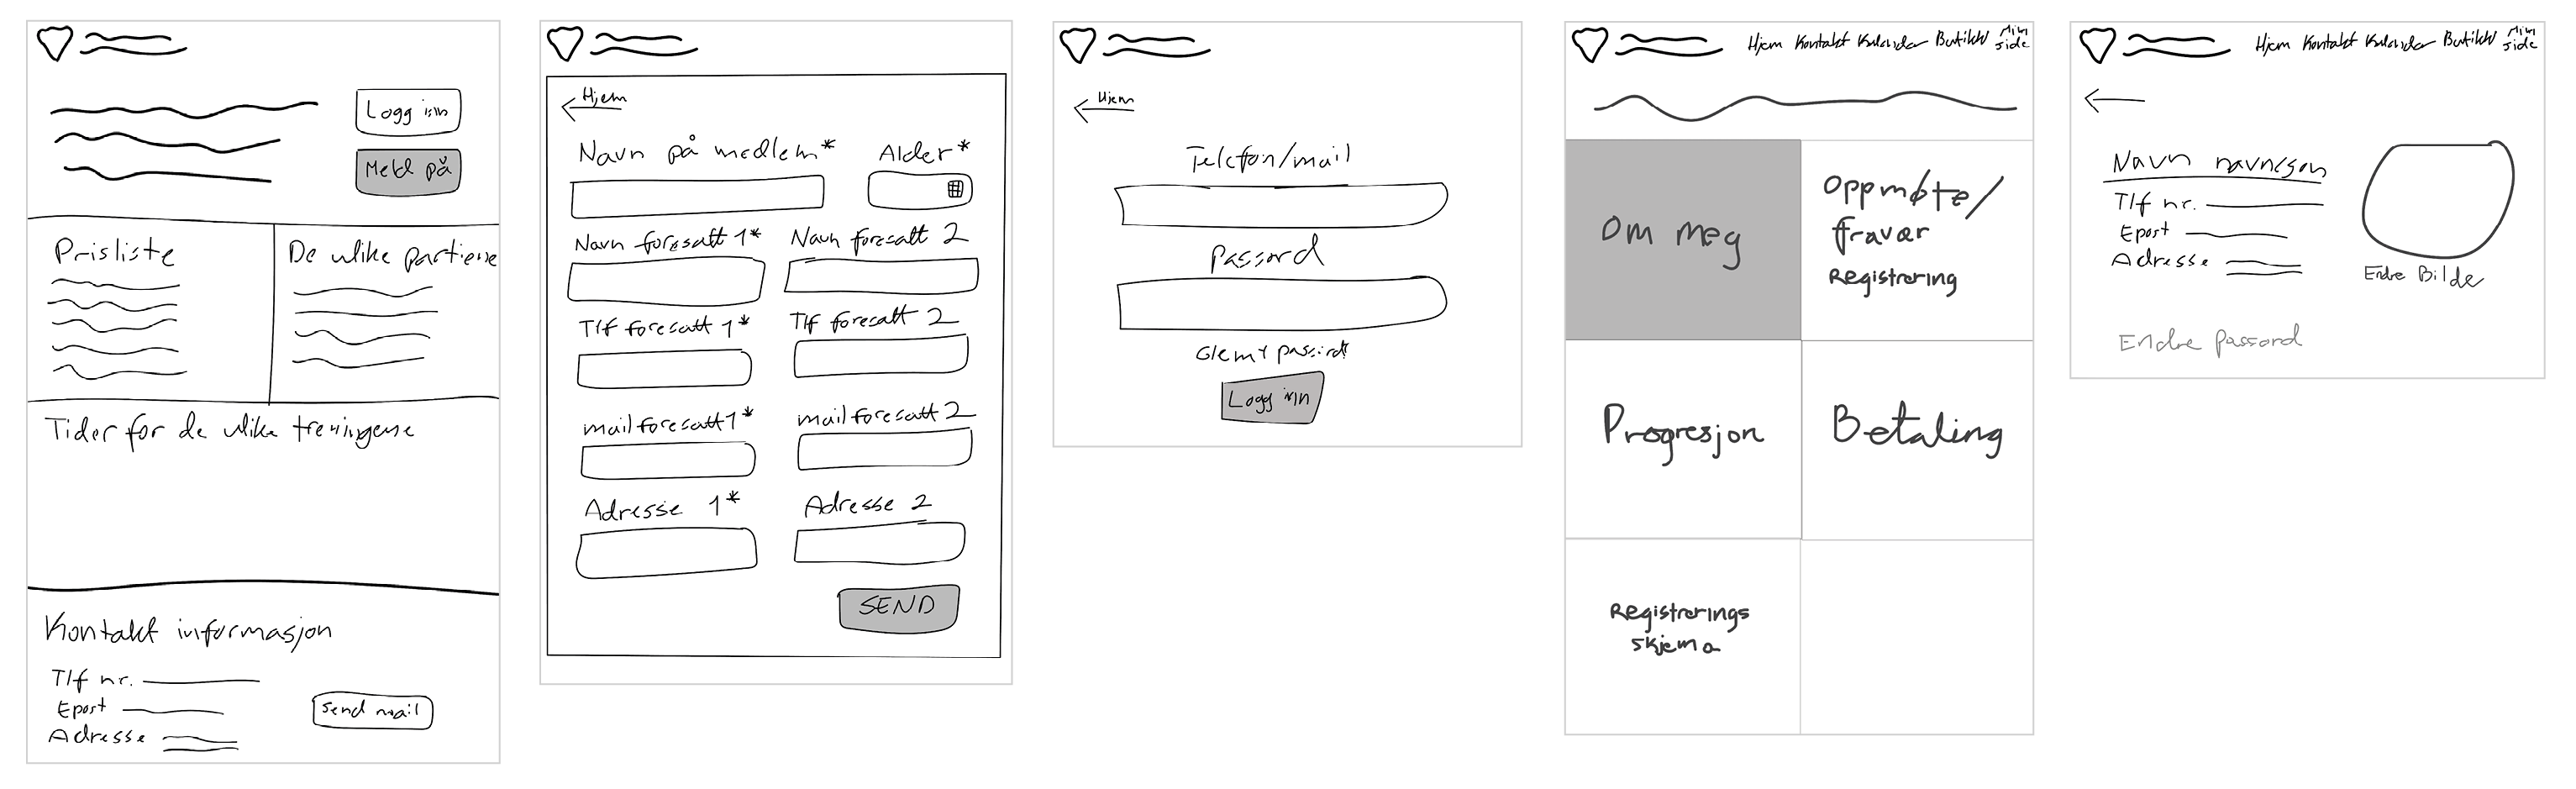 Logg inn
Meld på
Prisliste
De ulike partiene
Tider for de ulike treningene
Kontakt informasjon
Tlf nr.
Epost
Adresse
Send mail
Hjem
Navn på medlem*
Alder*
Navn foresatt 1*
Navn foresatt 2
Tlf foresatt 1*
Tlf foresatt 2
mail foresatt 1*
mail foresatt 2
Adresse 1*
Adresse 2
SEND
Hjem
Telefon/mail
Passord
Glemt passord?
Logg inn
Hjem Kontakt Kalender Butikk Min side
Om meg
Oppmøte/
fravær
Registrering
Progresjon
Betaling
Registrerings
skjema
Hjem Kontakt Kalender Butikk Min side
Navn navneson
Tlf nr.
Epost
Adresse
Endre Bilde
Endre passord